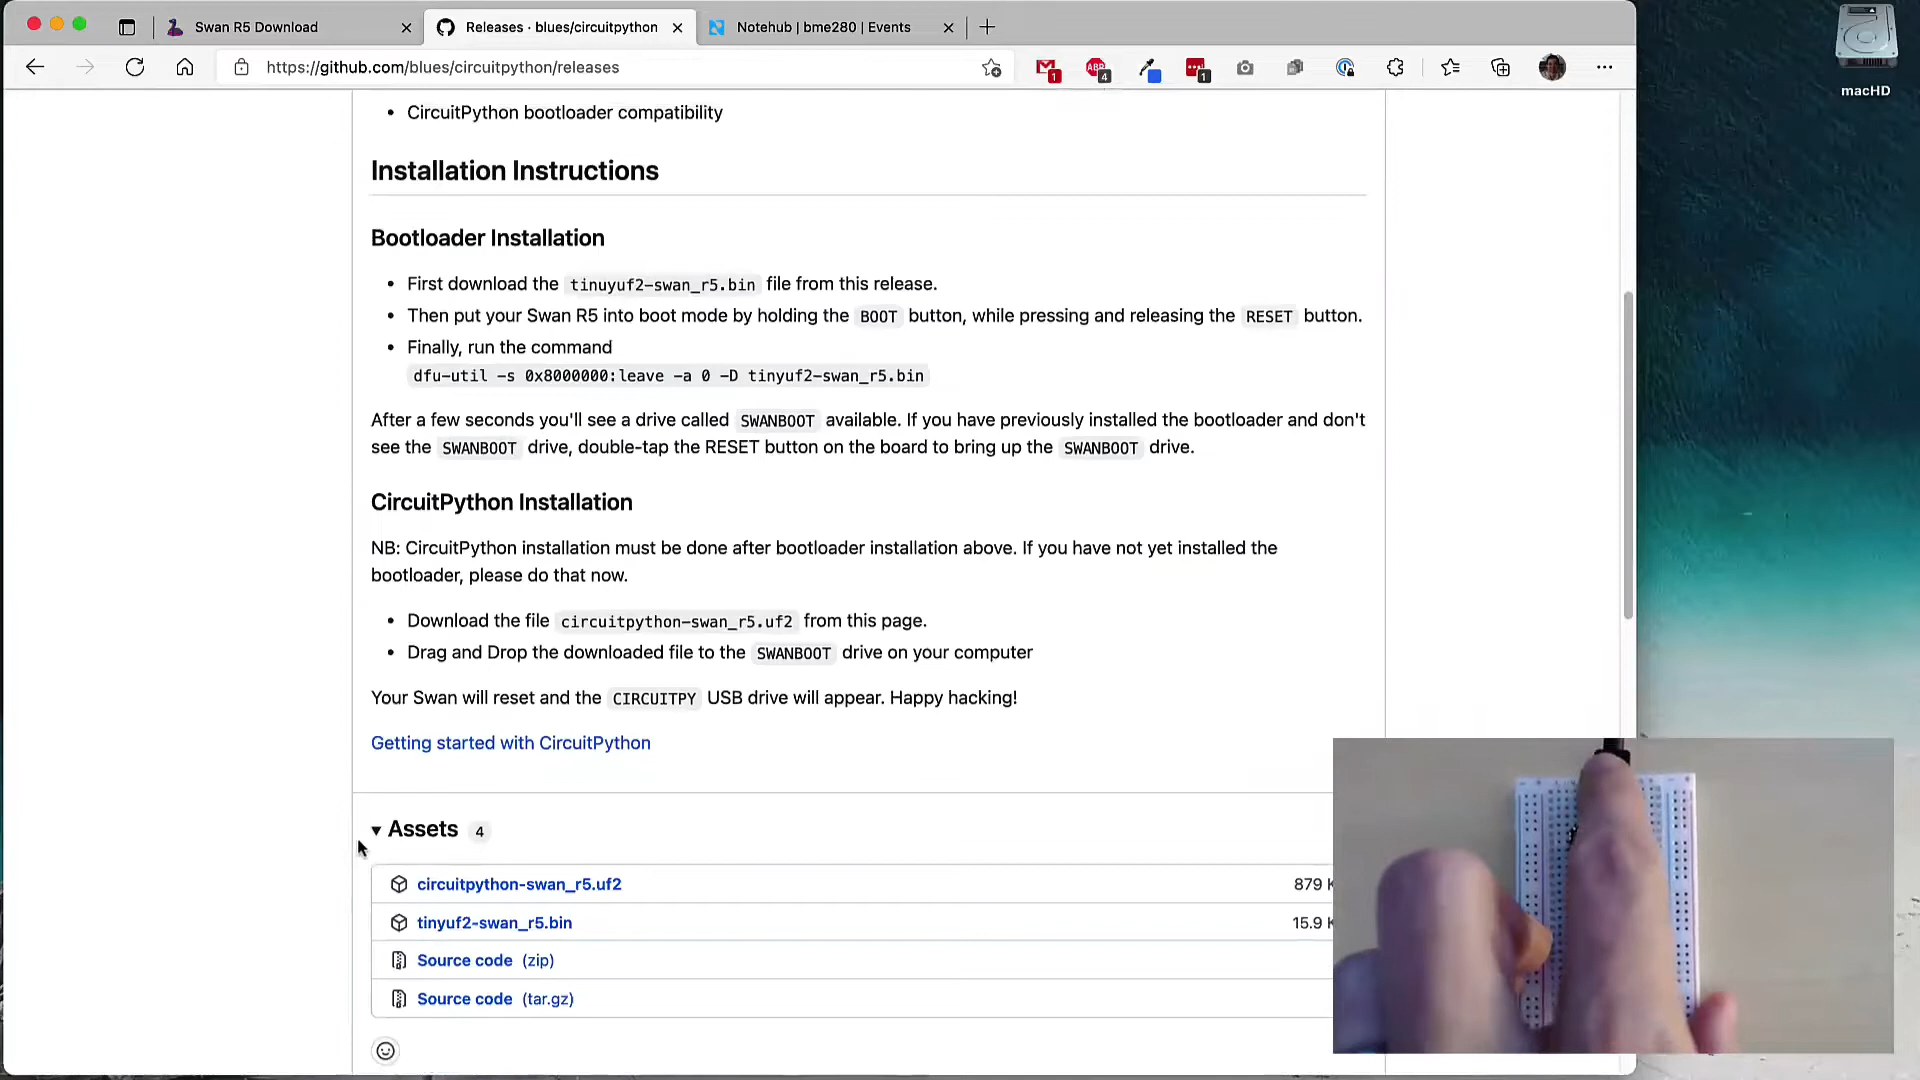 Swan R5 Download
Releases · blues/circuitpython
Notehub | bme280 | Events
https://github.com/blues/circuitpython/releases
1
ABP
4
1
macHD
• CircuitPython bootloader compatibility
Installation Instructions
Bootloader Installation
• First download the tinuyuf2-swan_r5.bin file from this release.
• Then put your Swan R5 into boot mode by holding the BOOT button, while pressing and releasing the RESET button.
• Finally, run the command
dfu-util -s 0x8000000:leave -a 0 -D tinyuf2-swan_r5.bin
After a few seconds you'll see a drive called SWANBOOT available. If you have previously installed the bootloader and don't
see the SWANBOOT drive, double-tap the RESET button on the board to bring up the SWANBOOT drive.
CircuitPython Installation
NB: CircuitPython installation must be done after bootloader installation above. If you have not yet installed the
bootloader, please do that now.
• Download the file circuitpython-swan_r5.uf2 from this page.
• Drag and Drop the downloaded file to the SWANBOOT drive on your computer
Your Swan will reset and the CIRCUITPY USB drive will appear. Happy hacking!
Getting started with CircuitPython
Assets 4
circuitpython-swan_r5.uf2 879 K
tinyuf2-swan_r5.bin 15.9 K
Source code (zip)
Source code (tar.gz)